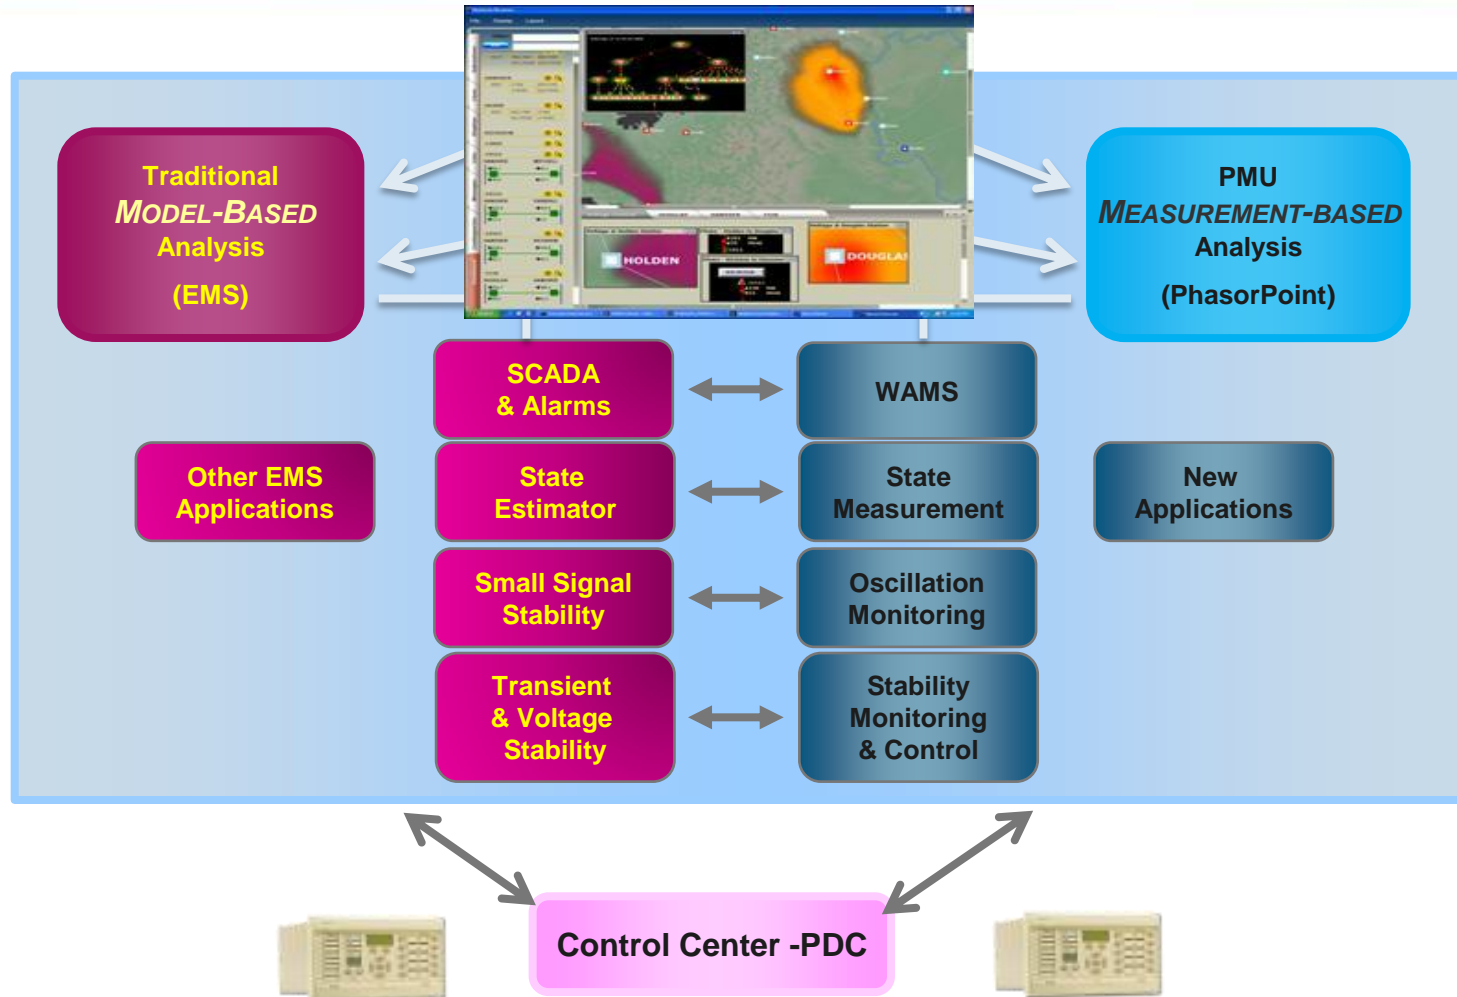 Traditional
MODEL-BASED
Analysis
(EMS)
HOLDEN
DOUGLAS
PMU
MEASUREMENT-BASED
Analysis
(PhasorPoint)
SCADA
& Alarms
WAMS
Other EMS
Applications
State
Estimator
State
Measurement
New
Applications
Small Signal
Stability
Oscillation
Monitoring
Transient
& Voltage
Stability
Stability
Monitoring
& Control
Control Center -PDC